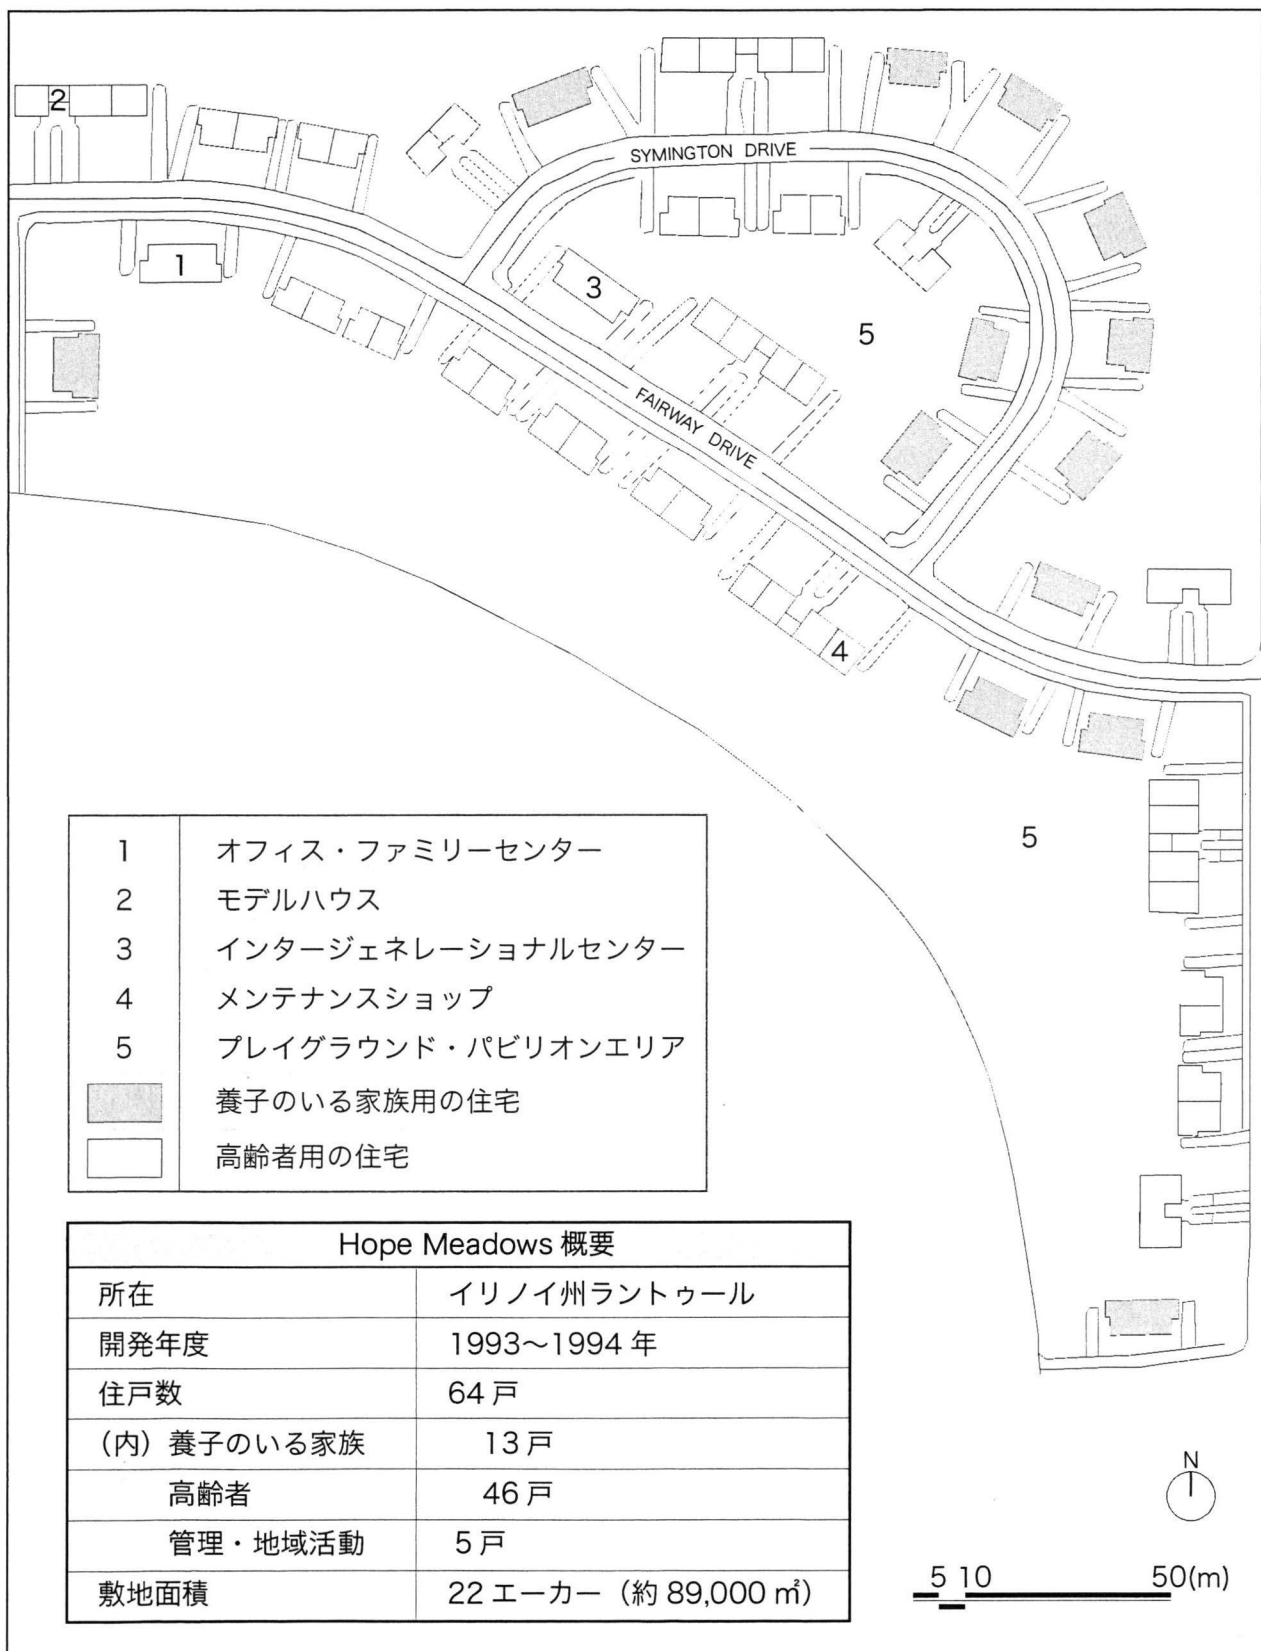 2
SYMINGTON DRIVE
1
3
5
FAIRWAY DRIVE
4
5
1 オフィス・ファミリーセンター
2 モデルハウス
3 インタージェネレーショナルセンター
4 メンテナンスショップ
5 プレイグラウンド・パビリオンエリア
養子のいる家族用の住宅
高齢者用の住宅
Hope Meadows 概要
所在 イリノイ州ラントゥール
開発年度 1993〜1994 年
住戸数 64 戸
（内）養子のいる家族 13 戸
高齢者 46 戸
管理・地域活動 5 戸
敷地面積 22 エーカー（約 89,000 ㎡）
N
5 10 50(m)